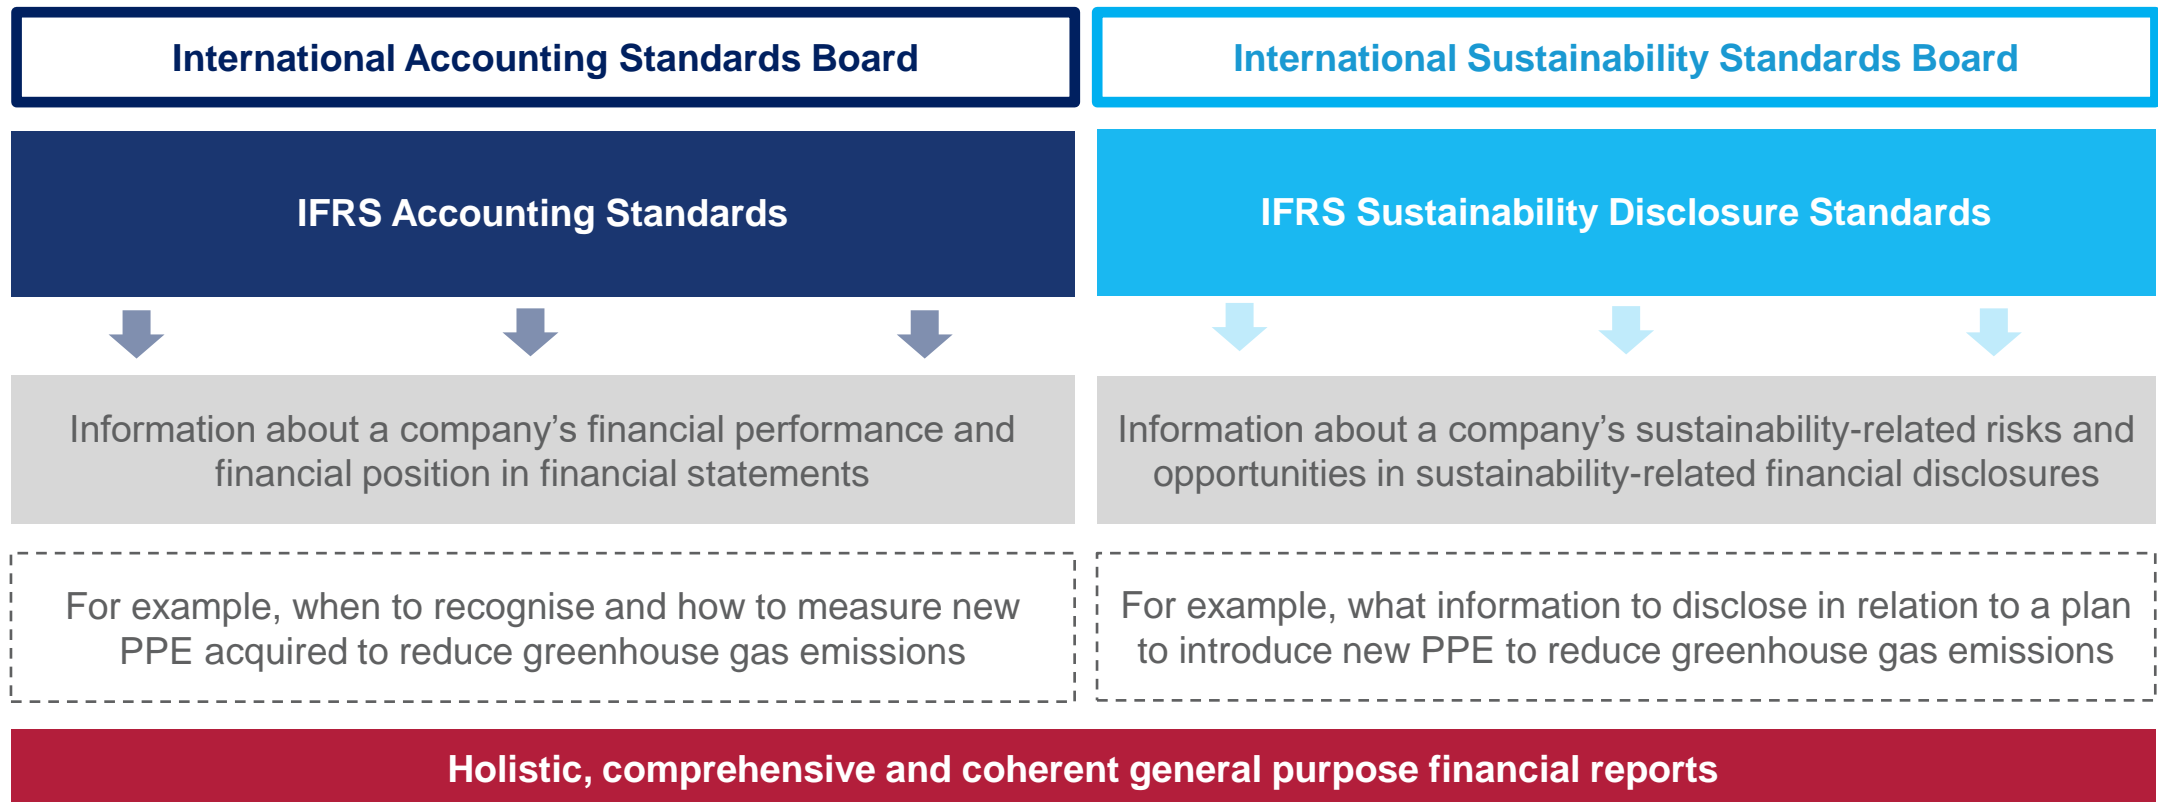 International Accounting Standards Board
International Sustainability Standards Board
IFRS Accounting Standards
IFRS Sustainability Disclosure Standards
Information about a company’s financial performance and
financial position in financial statements
Information about a company’s sustainability-related risks and
opportunities in sustainability-related financial disclosures
For example, when to recognise and how to measure new
PPE acquired to reduce greenhouse gas emissions
For example, what information to disclose in relation to a plan
to introduce new PPE to reduce greenhouse gas emissions
Holistic, comprehensive and coherent general purpose financial reports